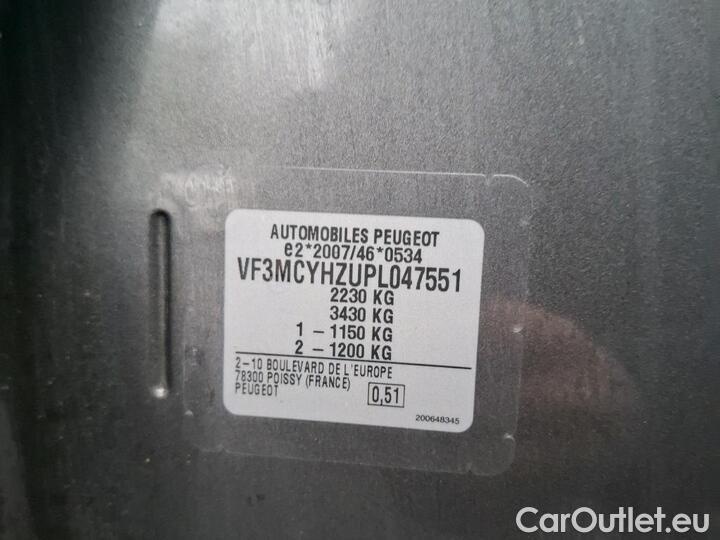 AUTOMOBILES PEUGEOT
e2*2007/46*0534
VF3MCYHZUPL047551
2230 KG
3430 KG
1 – 1150 KG
2 – 1200 KG
2–10 BOULEVARD DE L'EUROPE
78300 POISSY (FRANCE)
PEUGEOT
0,51
200648345
CarOutlet.eu